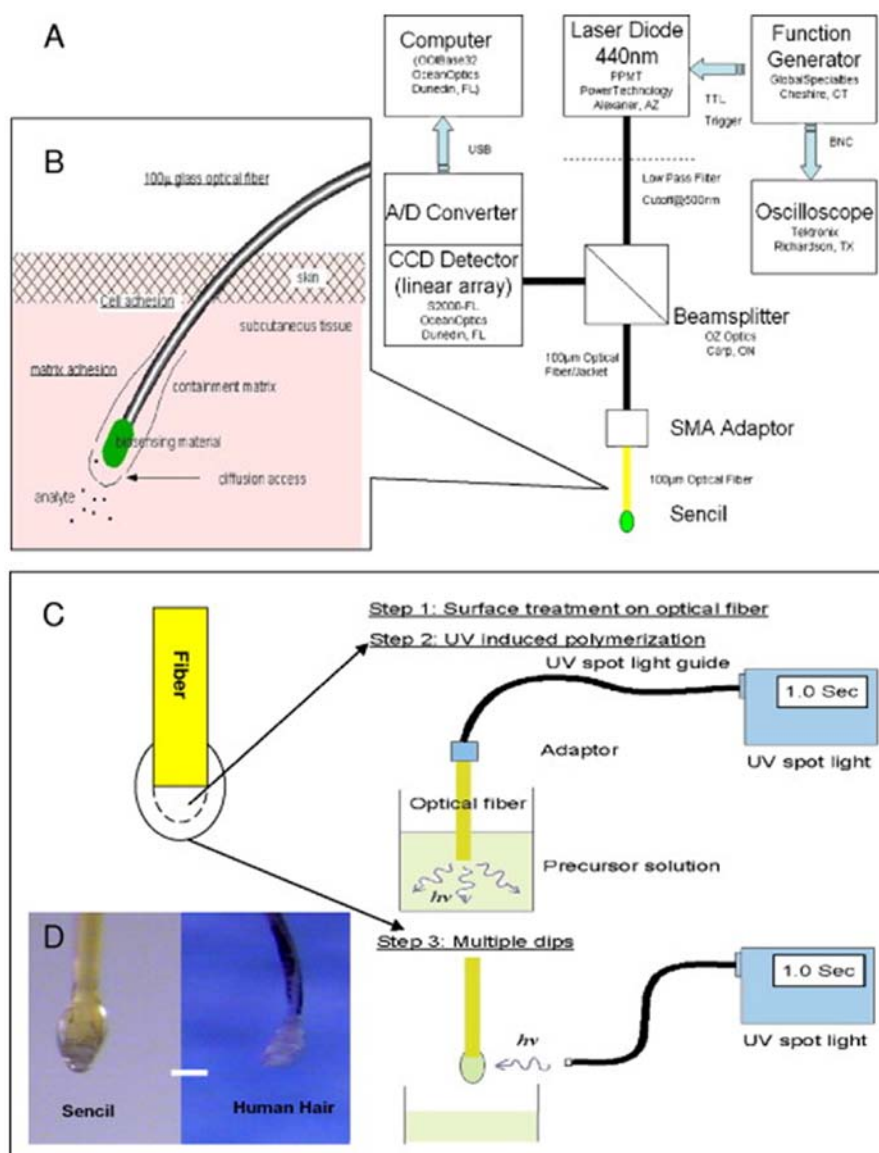 A
Computer
(OOIBase32
OceanOptics
Dunedin, FL)
Laser Diode
440nm
PPMT
PowerTechnology
Alexaner, AZ
Function
Generator
GlobalSpecialties
Cheshire, CT
TTL
Trigger
USB
BNC
Low Pass Filter
Cutoff@500nm
Oscilloscope
Tektronix
Richardson, TX
A/D Converter
CCD Detector
(linear array)
S2000-FL
OceanOptics
Dunedin, FL
Beamsplitter
OZ Optics
Carp, ON
100µm Optical
Fiber/Jacket
SMA Adaptor
100µm Optical Fiber
Sencil
B
100µ glass optical fiber
skin
Cell adhesion
subcutaneous tissue
matrix adhesion
containment matrix
biosensing material
diffusion access
analyte
C
Fiber
Step 1: Surface treatment on optical fiber
Step 2: UV induced polymerization
UV spot light guide
1.0 Sec
Adaptor
UV spot light
Optical fiber
Precursor solution
hν
Step 3: Multiple dips
1.0 Sec
hν
UV spot light
D
Sencil
Human Hair